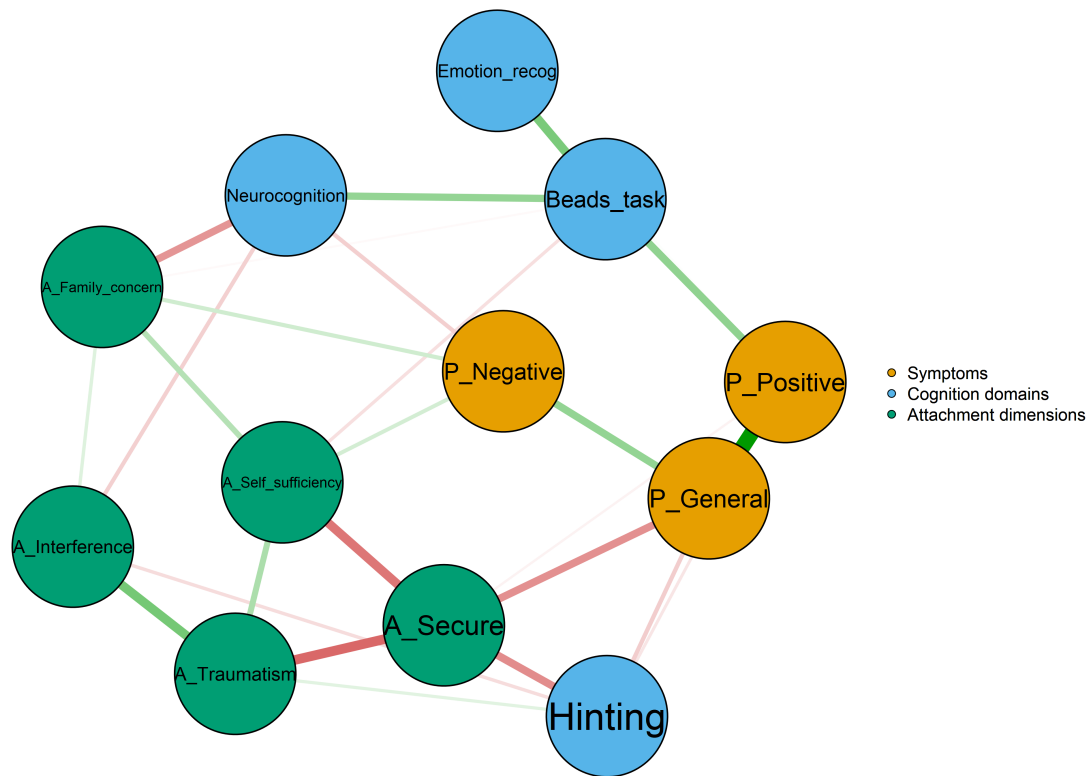 Emotion_recog
Neurocognition
Beads_task
A_Family_concern
P_Negative
P_Positive
Symptoms
Cognition domains
Attachment dimensions
A_Self_sufficiency
P_General
A_Interference
A_Secure
A_Traumatism
Hinting